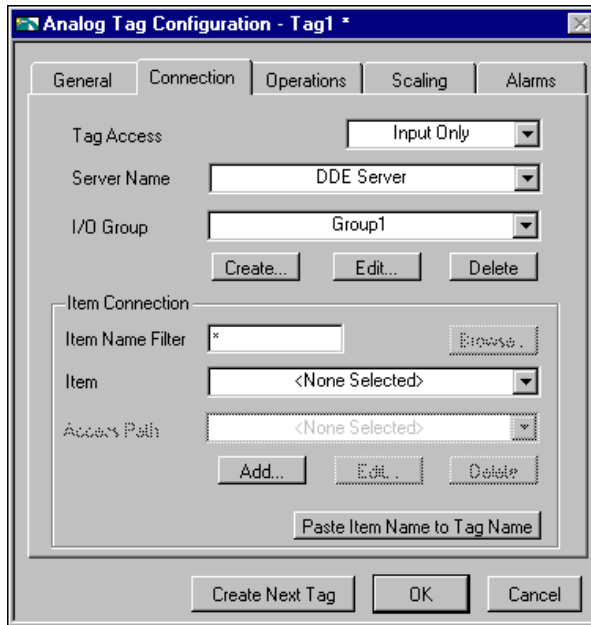 Analog Tag Configuration - Tag1 *
General Connection Operations Scaling Alarms
Tag Access Input Only
Server Name DDE Server
I/O Group Group1
Create... Edit... Delete
Item Connection
Item Name Filter * Browse...
Item <None Selected>
Access Path <None Selected>
Add... Edit... Delete
Paste Item Name to Tag Name
Create Next Tag OK Cancel